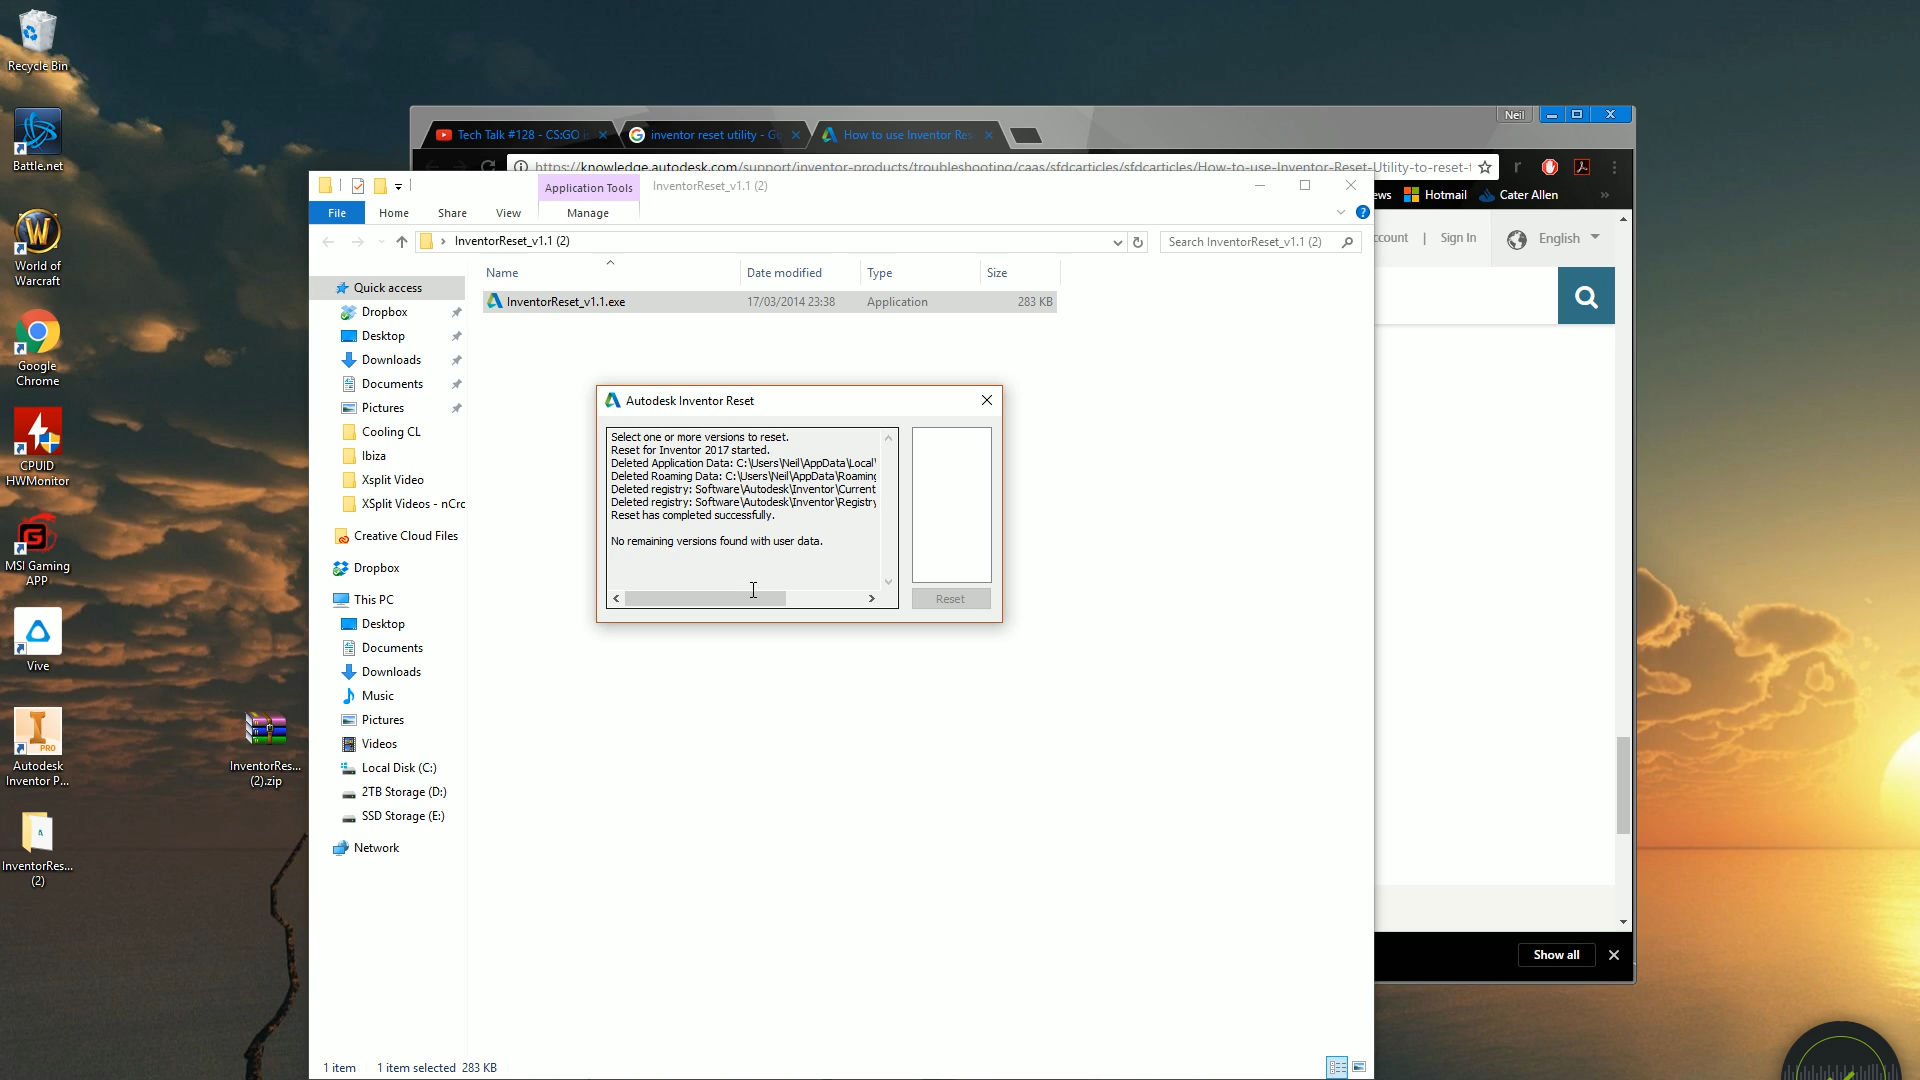 Recycle Bin
Battle.net
World of
Warcraft
Google
Chrome
CPUID
HWMonitor
MSI Gaming
APP
Vive
PRO
Autodesk
Inventor P...
InventorRes...
(2)
InventorRes...
(2).zip
Neil
Tech Talk #128 - CS:GO i
inventor reset utility - Go
How to use Inventor Res
https://knowledge.autodesk.com/support/inventor-products/troubleshooting/caas/sfdcarticles/sfdcarticles/How-to-use-Inventor-Reset-Utility-to-reset-t
ews
Hotmail
Cater Allen
»
ccount | Sign In
English
Show all
Application Tools
InventorReset_v1.1 (2)
File
Home
Share
View
Manage
InventorReset_v1.1 (2)
Search InventorReset_v1.1 (2)
Name
Date modified
Type
Size
InventorReset_v1.1.exe
17/03/2014 23:38
Application
283 KB
Quick access
Dropbox
Desktop
Downloads
Documents
Pictures
Cooling CL
Ibiza
Xsplit Video
XSplit Videos - nCrc
Creative Cloud Files
Dropbox
This PC
Desktop
Documents
Downloads
Music
Pictures
Videos
Local Disk (C:)
2TB Storage (D:)
SSD Storage (E:)
Network
Autodesk Inventor Reset
Select one or more versions to reset.
Reset for Inventor 2017 started.
Deleted Application Data: C:\Users\Neil\AppData\Local\
Deleted Roaming Data: C:\Users\Neil\AppData\Roaming
Deleted registry: Software\Autodesk\Inventor\Current
Deleted registry: Software\Autodesk\Inventor\Registry
Reset has completed successfully.
No remaining versions found with user data.
Reset
1 item
1 item selected 283 KB